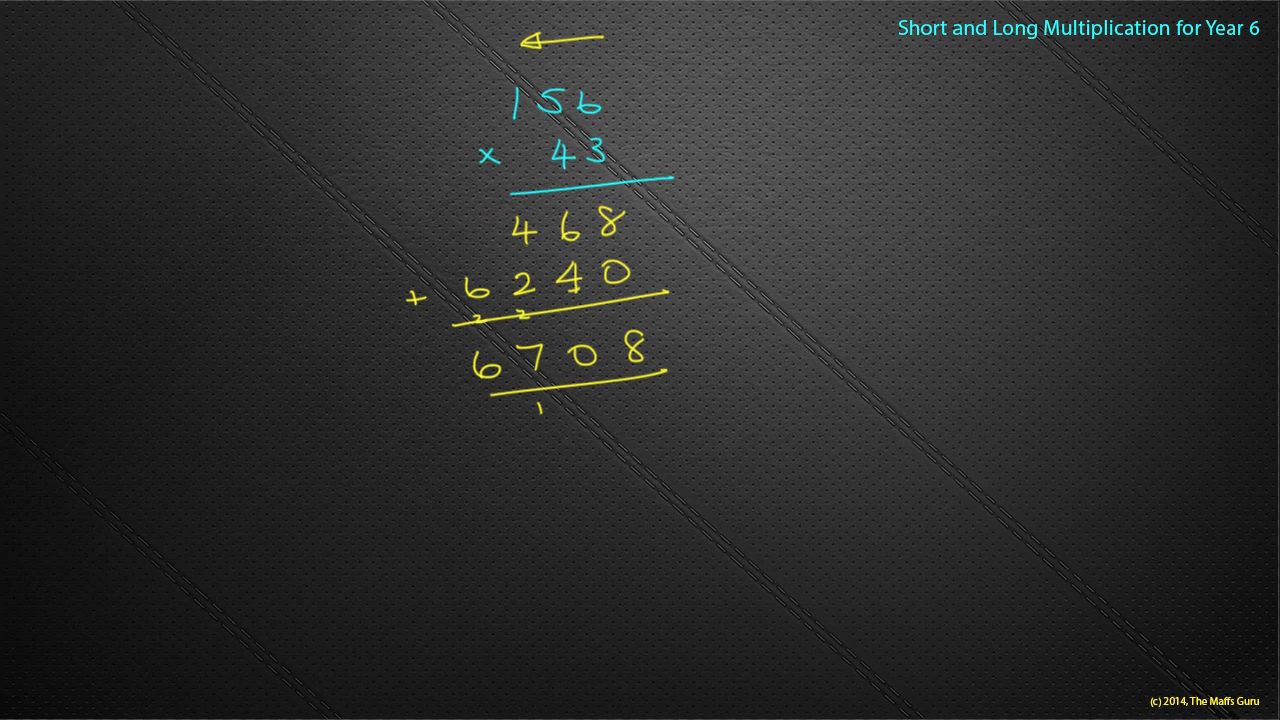 Short and Long Multiplication for Year 6
156
x 43
468
+ 6240
2 2
6708
1
(c) 2014, The Maffs Guru